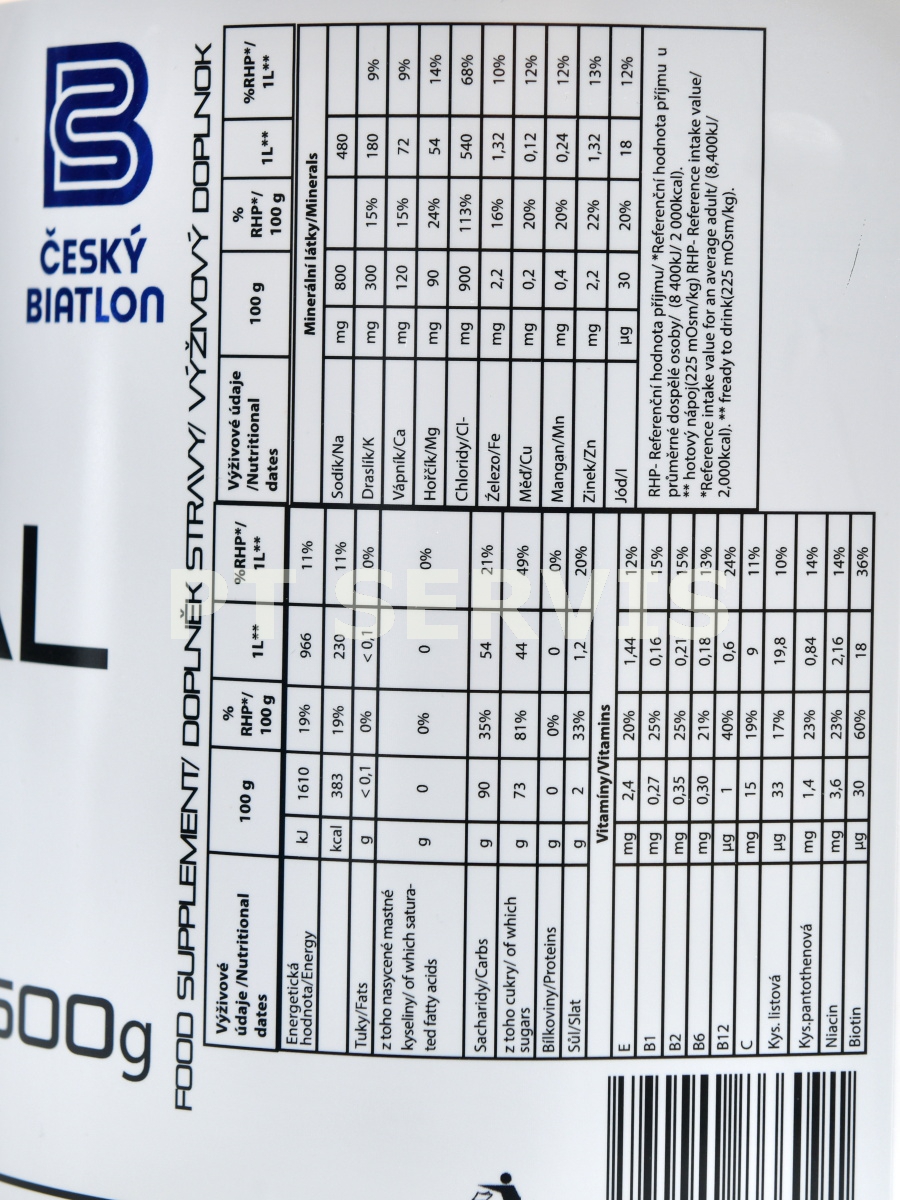 ČESKÝ
BIATLON
AL
600g
FOOD SUPPLEMENT/ DOPLNĚK STRAVY/ VÝŽIVOVÝ DOPLNOK
Výživové údaje /Nutritional dates 100 g % RHP*/ 100 g 1L** %RHP*/ 1L**
Energetická hodnota/Energy kJ 1610 19% 966 11%
kcal 383 19% 230 11%
Tuky/Fats g < 0,1 0% < 0,1 0%
z toho nasycené mastné kyseliny/ of which satura-
ted fatty acids g 0 0% 0 0%
Sacharidy/Carbs g 90 35% 54 21%
z toho cukry/ of which sugars g 73 81% 44 49%
Bílkoviny/Proteins g 0 0% 0 0%
Sůl/Slat g 2 33% 1,2 20%
Vitamíny/Vitamins
E mg 2,4 20% 1,44 12%
B1 mg 0,27 25% 0,16 15%
B2 mg 0,35 25% 0,21 15%
B6 mg 0,30 21% 0,18 13%
B12 µg 1 40% 0,6 24%
C mg 15 19% 9 11%
Kys. listová µg 33 17% 19,8 10%
Kys.pantothenová mg 1,4 23% 0,84 14%
Niacin mg 3,6 23% 2,16 14%
Biotin µg 30 60% 18 36%
Výživové údaje /Nutritional dates 100 g % RHP*/ 100 g 1L** %RHP*/ 1L**
Minerální látky/Minerals
Sodík/Na mg 800 480
Draslík/K mg 300 15% 180 9%
Vápník/Ca mg 120 15% 72 9%
Hořčík/Mg mg 90 24% 54 14%
Chloridy/Cl- mg 900 113% 540 68%
Železo/Fe mg 2,2 16% 1,32 10%
Měď/Cu mg 0,2 20% 0,12 12%
Mangan/Mn mg 0,4 20% 0,24 12%
Zinek/Zn mg 2,2 22% 1,32 13%
Jód/I µg 30 20% 18 12%
RHP- Referenční hodnota příjmu/ *Referenční hodnota příjmu u
průměrné dospělé osoby/ (8 400kJ/ 2 000kcal).
** hotový nápoj(225 mOsm/kg) RHP- Reference intake value/
*Reference intake value for an average adult/ (8,400kJ/
2,000kcal). ** fready to drink(225 mOsm/kg).
PT SERVIS